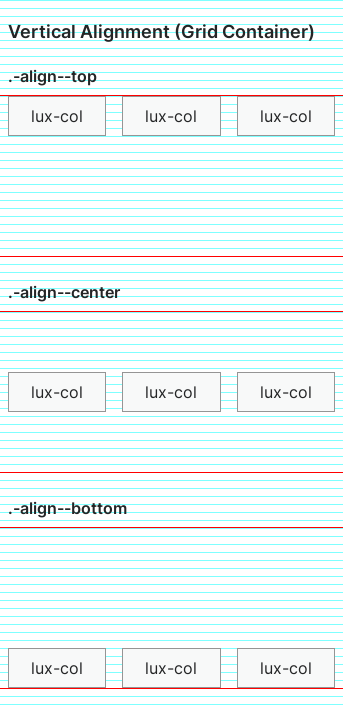 Vertical Alignment (Grid Container)
.-align--top
lux-col lux-col lux-col
.-align--center
lux-col lux-col lux-col
.-align--bottom
lux-col lux-col lux-col